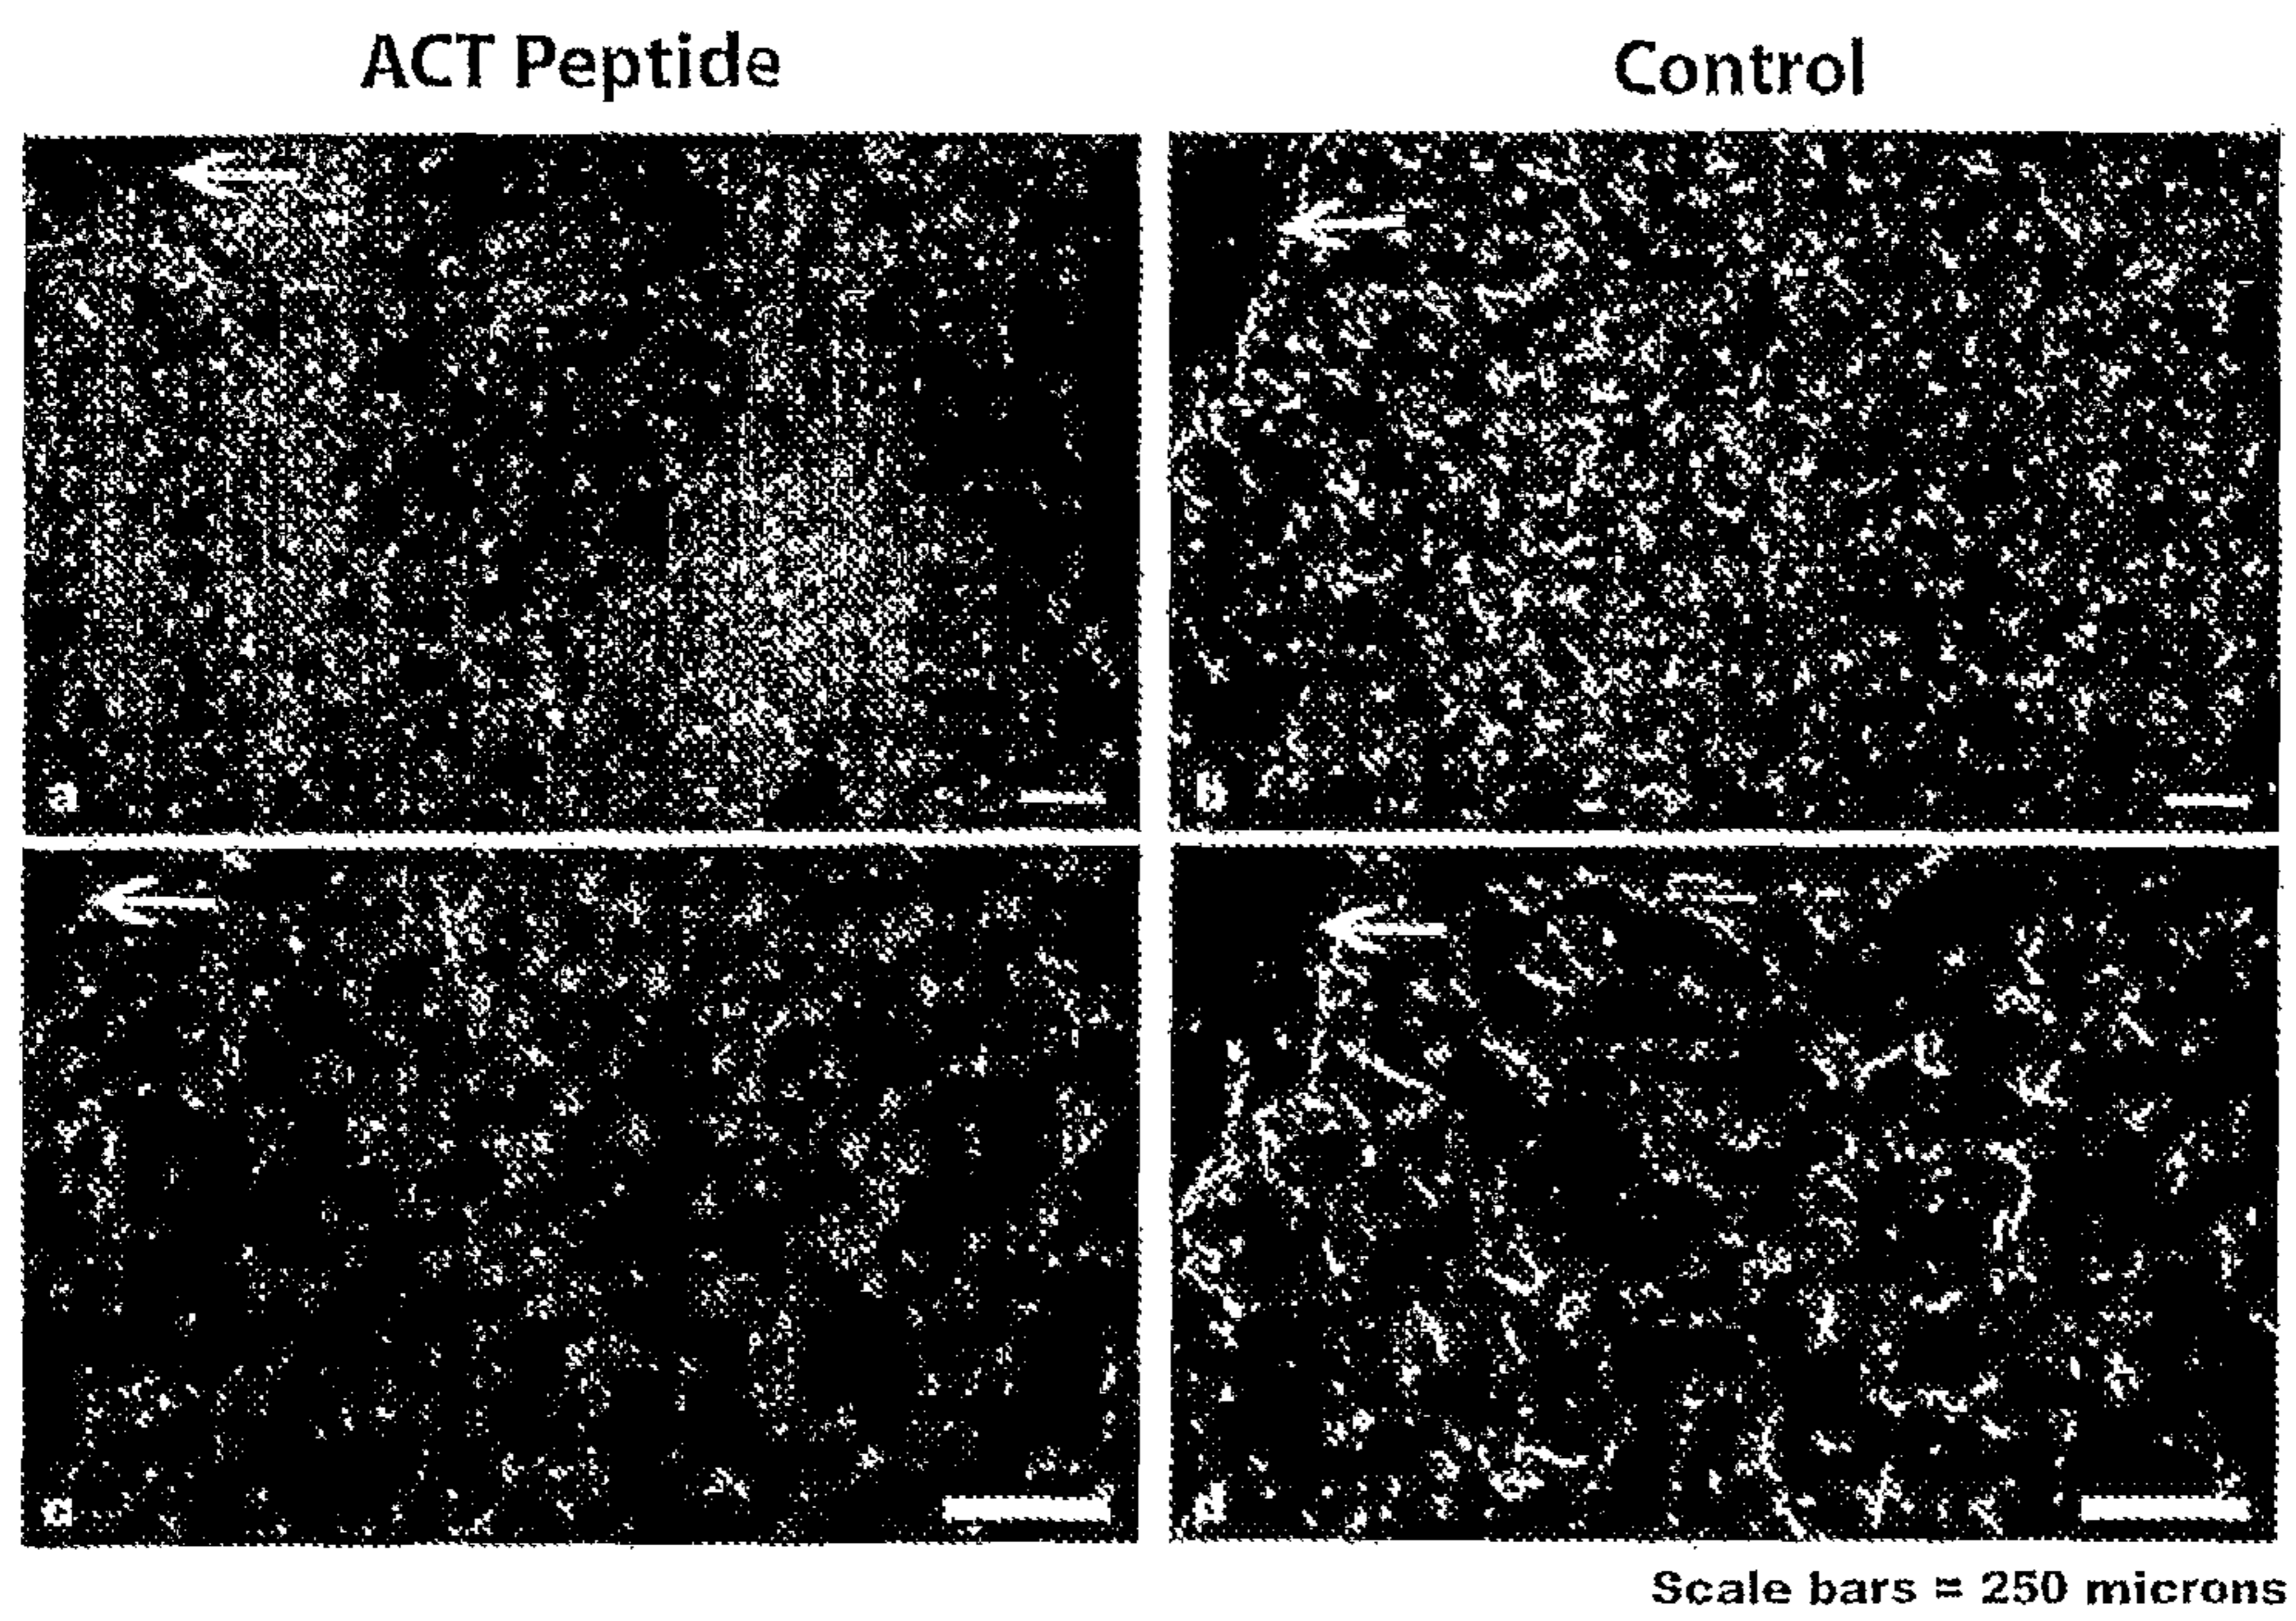 ACT Peptide
Control
a
b
c
d
Scale bars = 250 microns